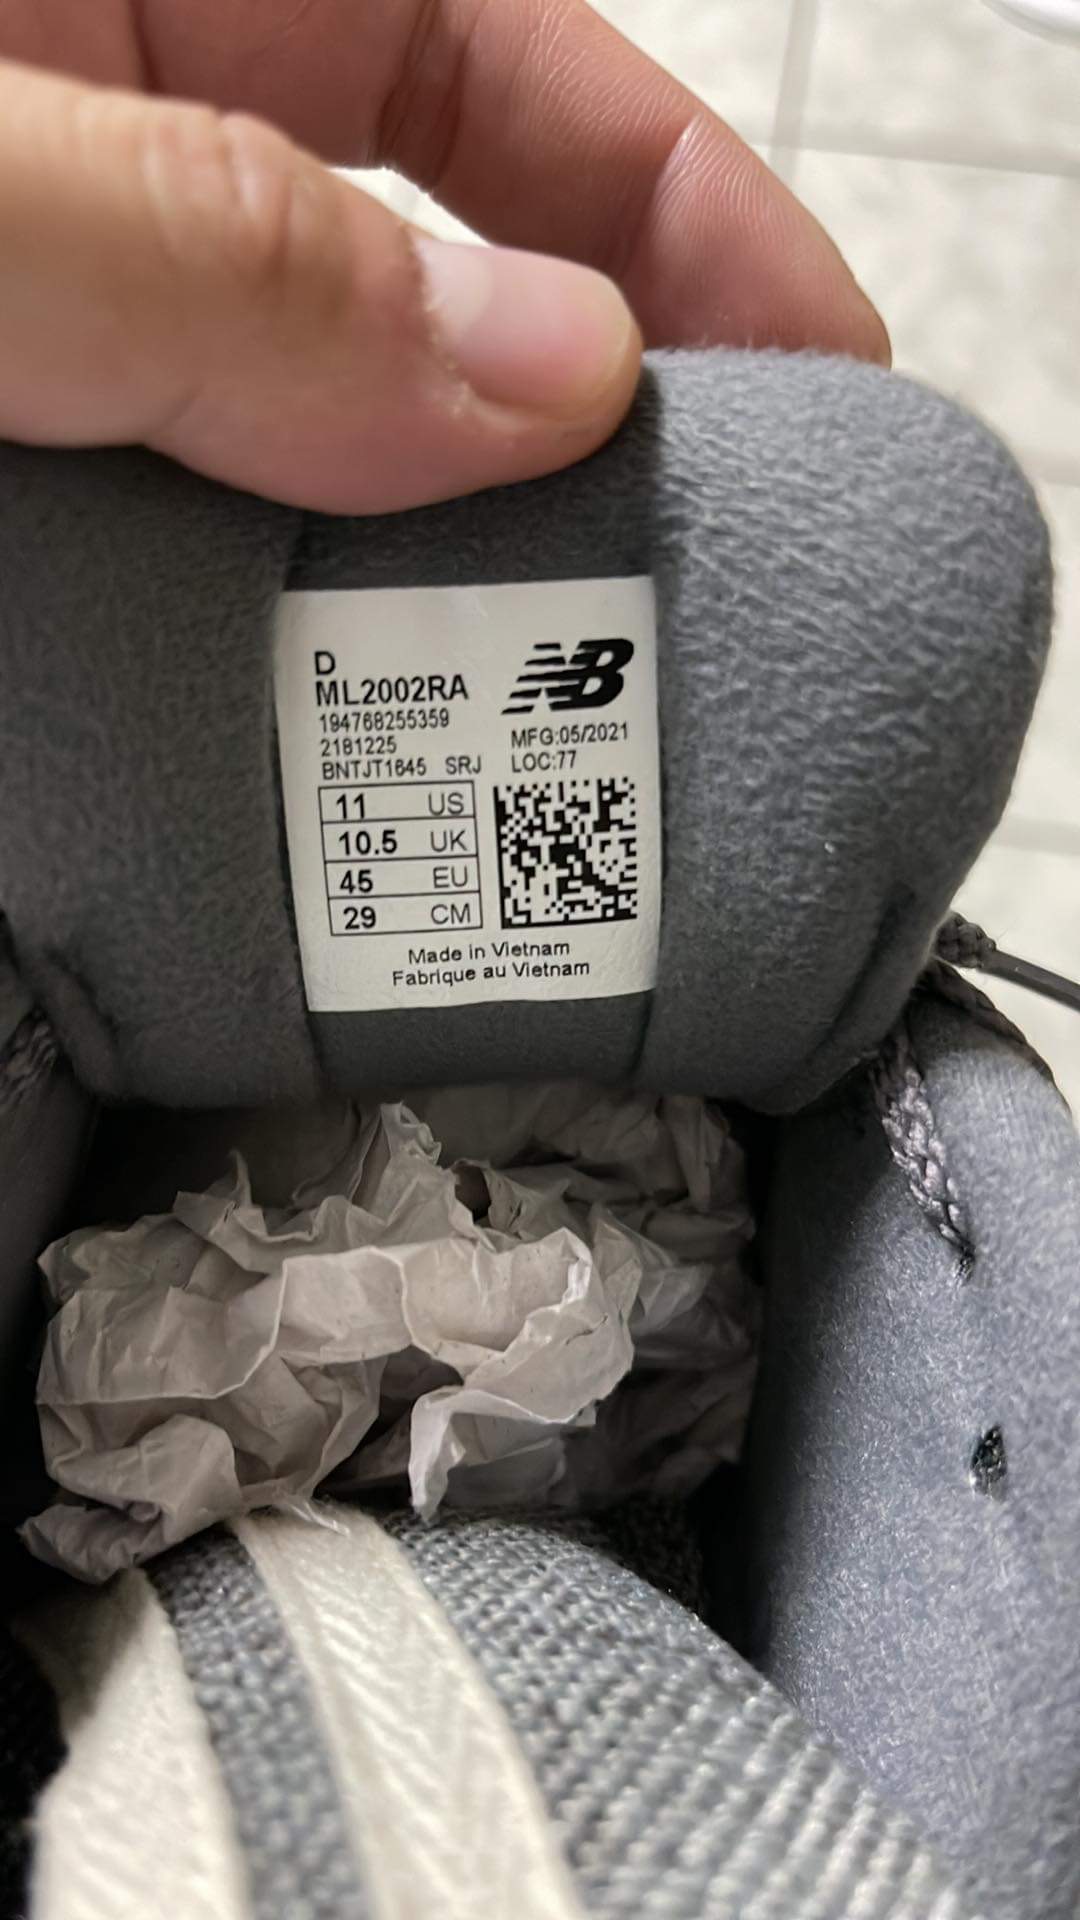 D
ML2002RA
NB
194768255359
2181225
MFG:05/2021
BNTJT1645 SRJ
LOC:77
11 US
10.5 UK
45 EU
29 CM
Made in Vietnam
Fabrique au Vietnam